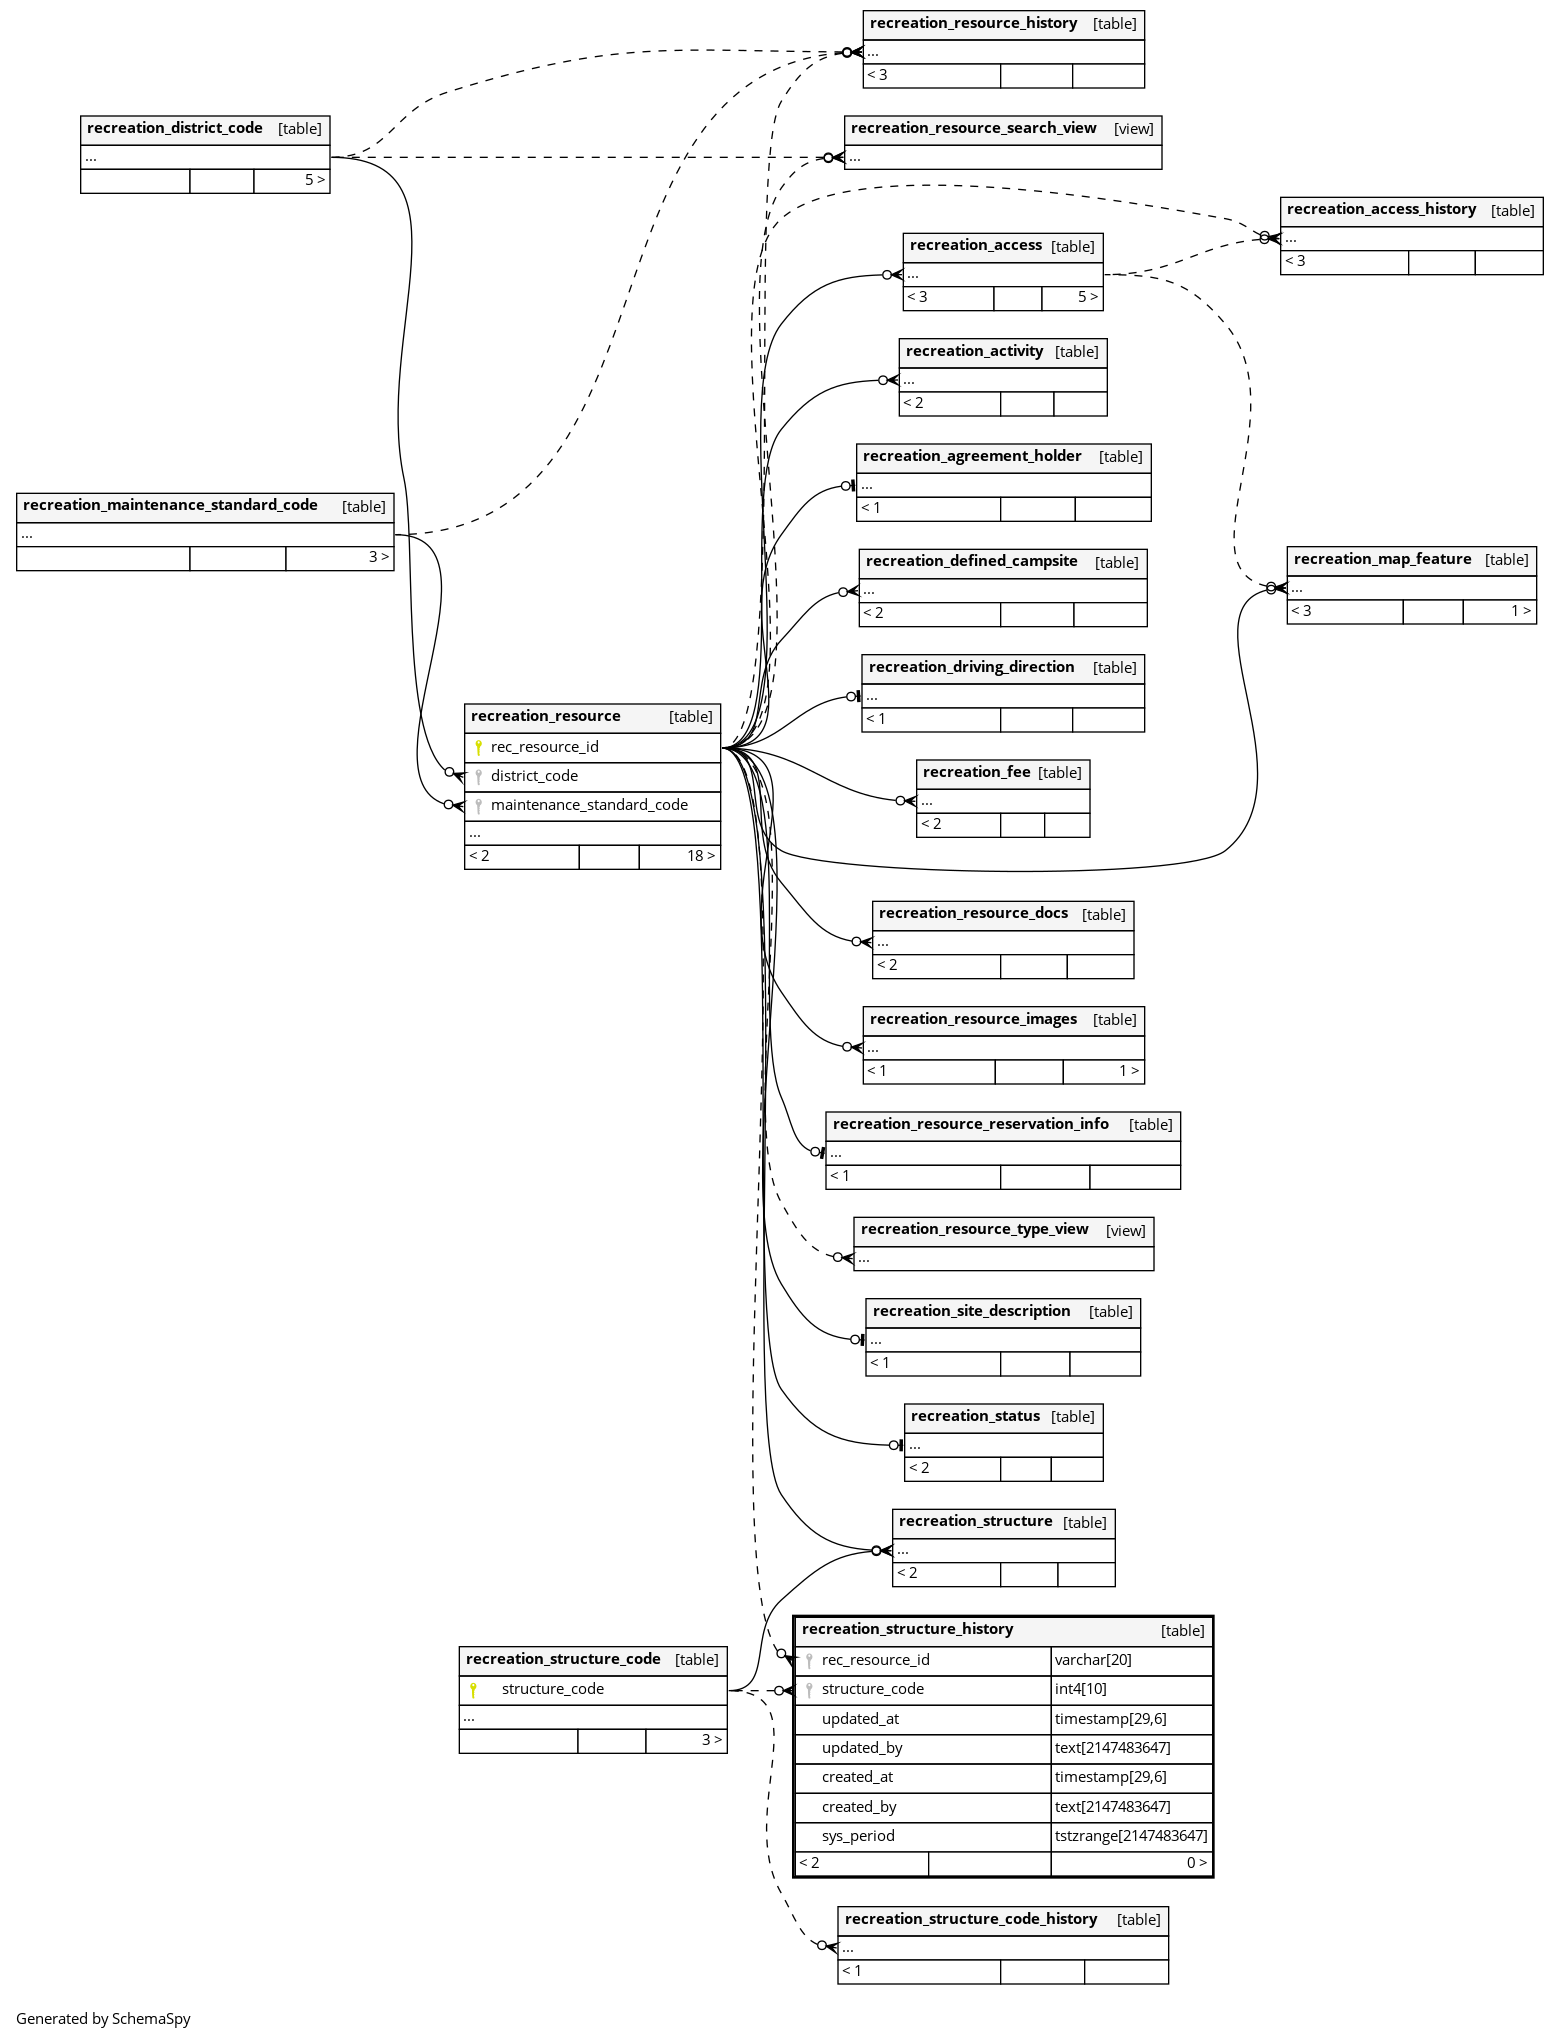 recreation_resource_history [table]
...
< 3
recreation_district_code [table]
...
5 >
recreation_resource_search_view [view]
...
recreation_access_history [table]
...
< 3
recreation_access [table]
...
< 3 5 >
recreation_activity [table]
...
< 2
recreation_agreement_holder [table]
...
< 1
recreation_maintenance_standard_code [table]
...
3 >
recreation_defined_campsite [table]
...
< 2
recreation_map_feature [table]
...
< 3 1 >
recreation_driving_direction [table]
...
< 1
recreation_resource [table]
rec_resource_id
district_code
maintenance_standard_code
...
< 2 18 >
recreation_fee [table]
...
< 2
recreation_resource_docs [table]
...
< 2
recreation_resource_images [table]
...
< 1 1 >
recreation_resource_reservation_info [table]
...
< 1
recreation_resource_type_view [view]
...
recreation_site_description [table]
...
< 1
recreation_status [table]
...
< 2
recreation_structure [table]
...
< 2
recreation_structure_code [table]
structure_code
...
3 >
recreation_structure_history [table]
rec_resource_id varchar[20]
structure_code int4[10]
updated_at timestamp[29,6]
updated_by text[2147483647]
created_at timestamp[29,6]
created_by text[2147483647]
sys_period tstzrange[2147483647]
< 2 0 >
recreation_structure_code_history [table]
...
< 1
Generated by SchemaSpy